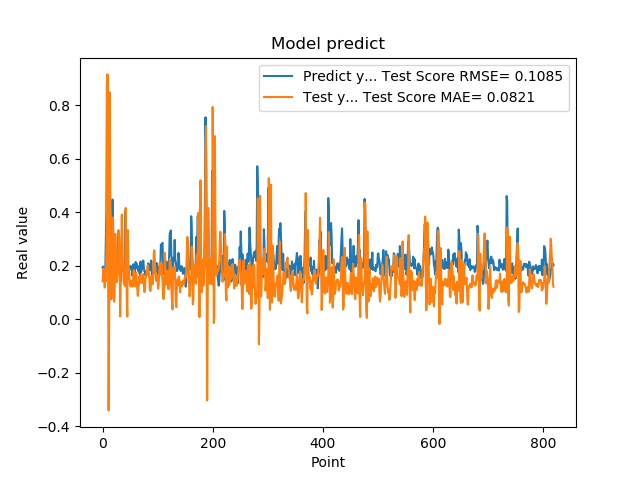 Model predict
Predict y... Test Score RMSE= 0.1085
Test y... Test Score MAE= 0.0821
Real value
0.8
0.6
0.4
0.2
0.0
−0.2
−0.4
0 200 400 600 800
Point